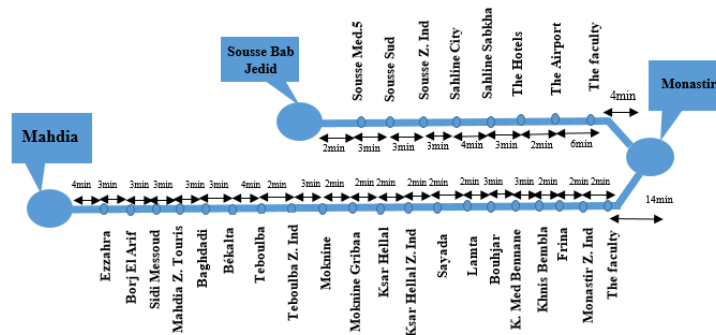 Sousse Bab
Jedid
Sousse Med.5
Sousse Sud
Sousse Z. Ind
Sahline City
Sahline Sabkha
The Hotels
The Airport
The faculty
4min
Monastir
2min
3min
3min
3min
4min
3min
2min
6min
Mahdia
4min
3min
3min
3min
3min
3min
4min
2min
3min
2min
2min
2min
2min
2min
2min
3min
3min
2min
2min
2min
14min
Ezzahra
Borj El Arif
Sidi Messoud
Mahdia Z. Touris
Baghdadi
Békalta
Teboulba
Teboulba Z. Ind
Moknine
Moknine Gribaa
Ksar Hellal
Ksar Hellal Z. Ind
Sayada
Lamta
Bouhjar
K. Med Bennane
Khnis Bembla
Frina
Monastir Z. Ind
The faculty